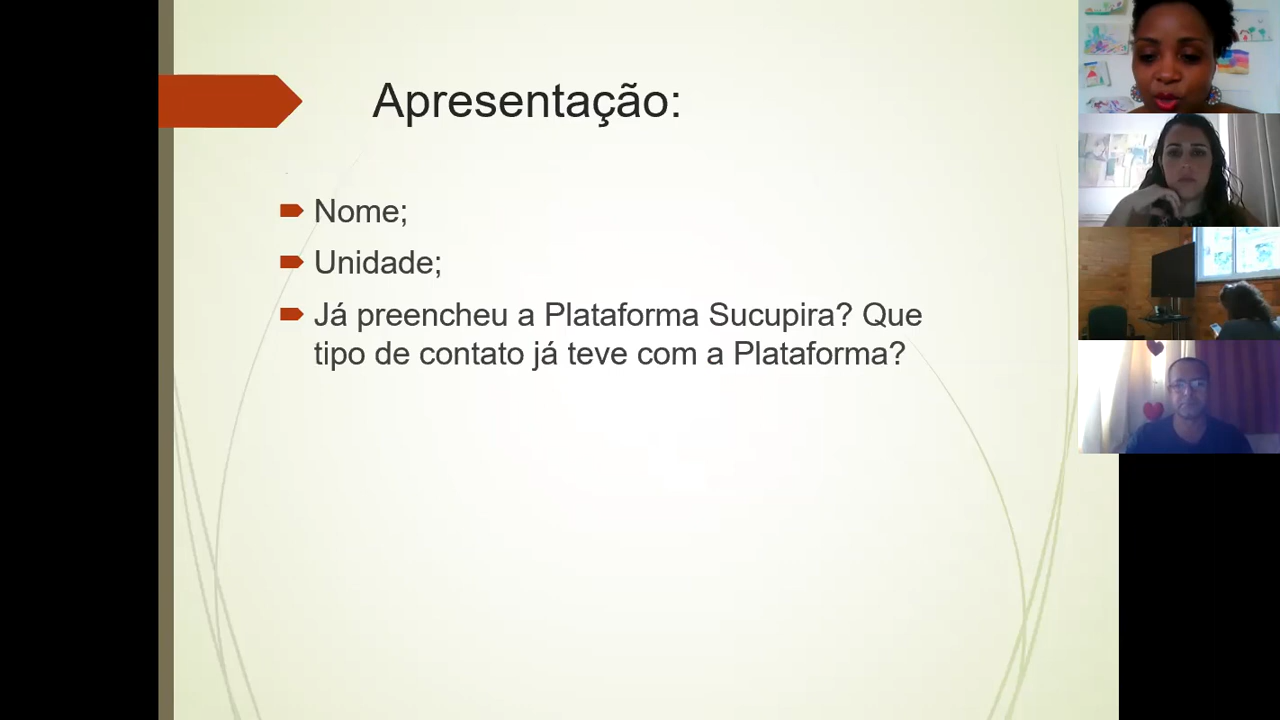 Apresentação:
Nome;
Unidade;
Já preencheu a Plataforma Sucupira? Que
tipo de contato já teve com a Plataforma?